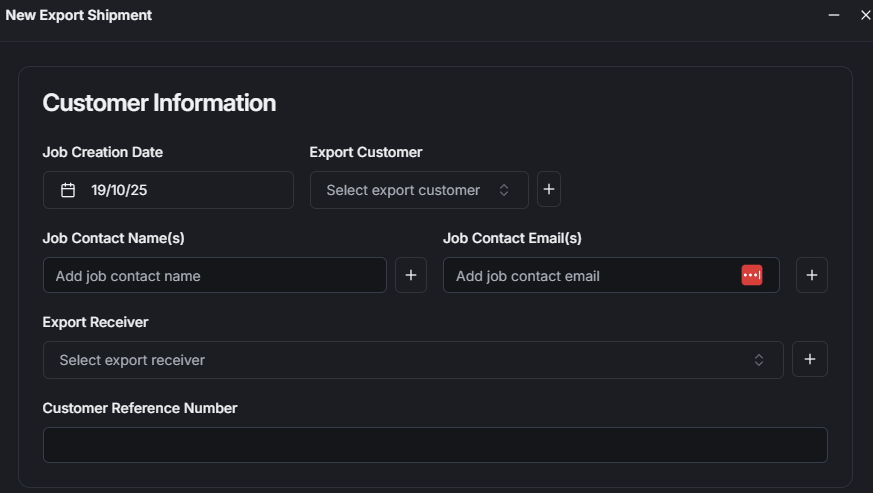 New Export Shipment
Customer Information
Job Creation Date
Export Customer
19/10/25
Select export customer
Job Contact Name(s)
Job Contact Email(s)
Add job contact name
Add job contact email
Export Receiver
Select export receiver
Customer Reference Number